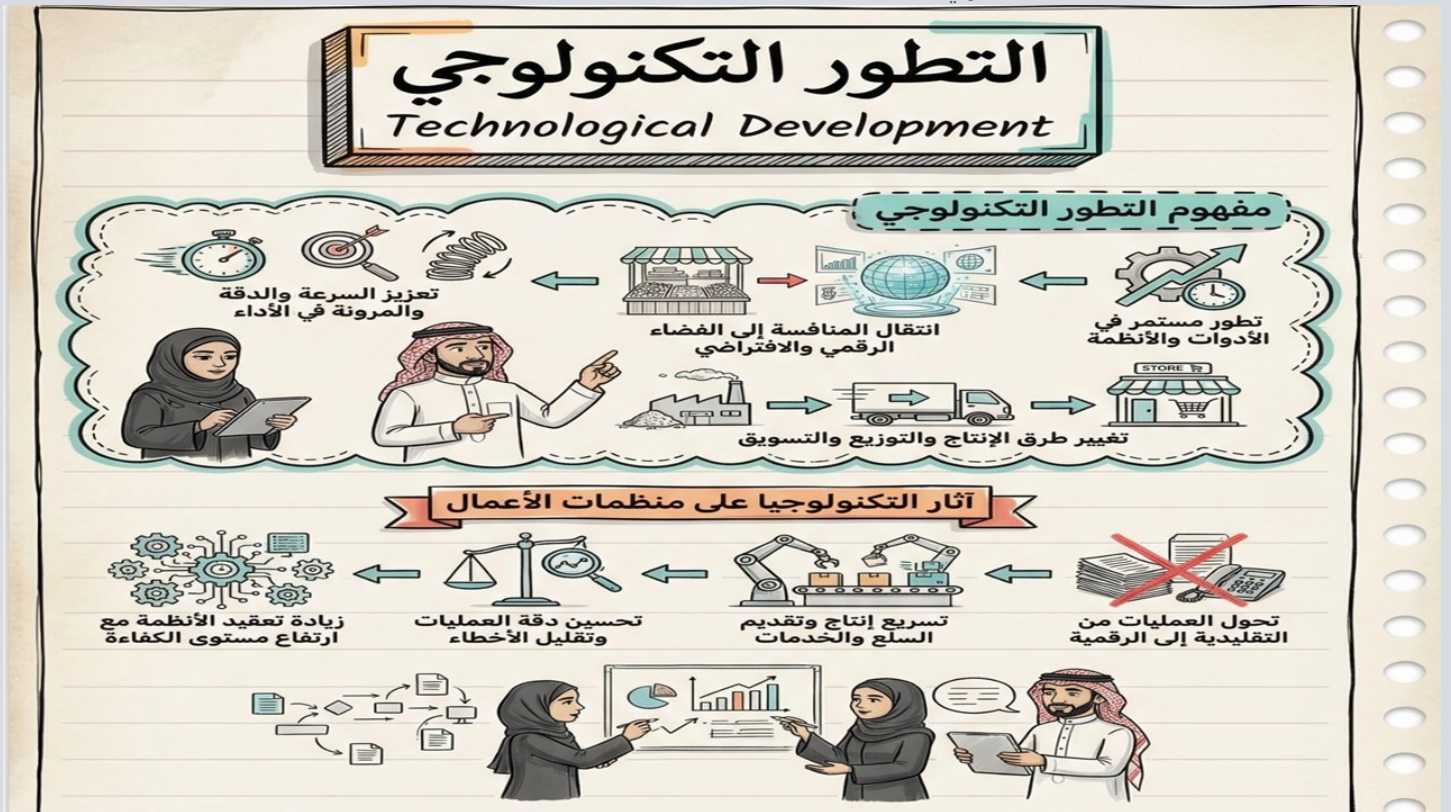 التطور التكنولوجي
Technological Development
مفهوم التطور التكنولوجي
تطور مستمر في
الأدوات والأنظمة
انتقال المنافسة إلى الفضاء
الرقمي والافتراضي
تعزيز السرعة والدقة
والمرونة في الأداء
STORE
تغيير طرق الإنتاج والتوزيع والتسويق
آثار التكنولوجيا على منظمات الأعمال
تحول العمليات من
التقليدية إلى الرقمية
تسريع إنتاج وتقديم
السلع والخدمات
تحسين دقة العمليات
وتقليل الأخطاء
زيادة تعقيد الأنظمة مع
ارتفاع مستوى الكفاءة